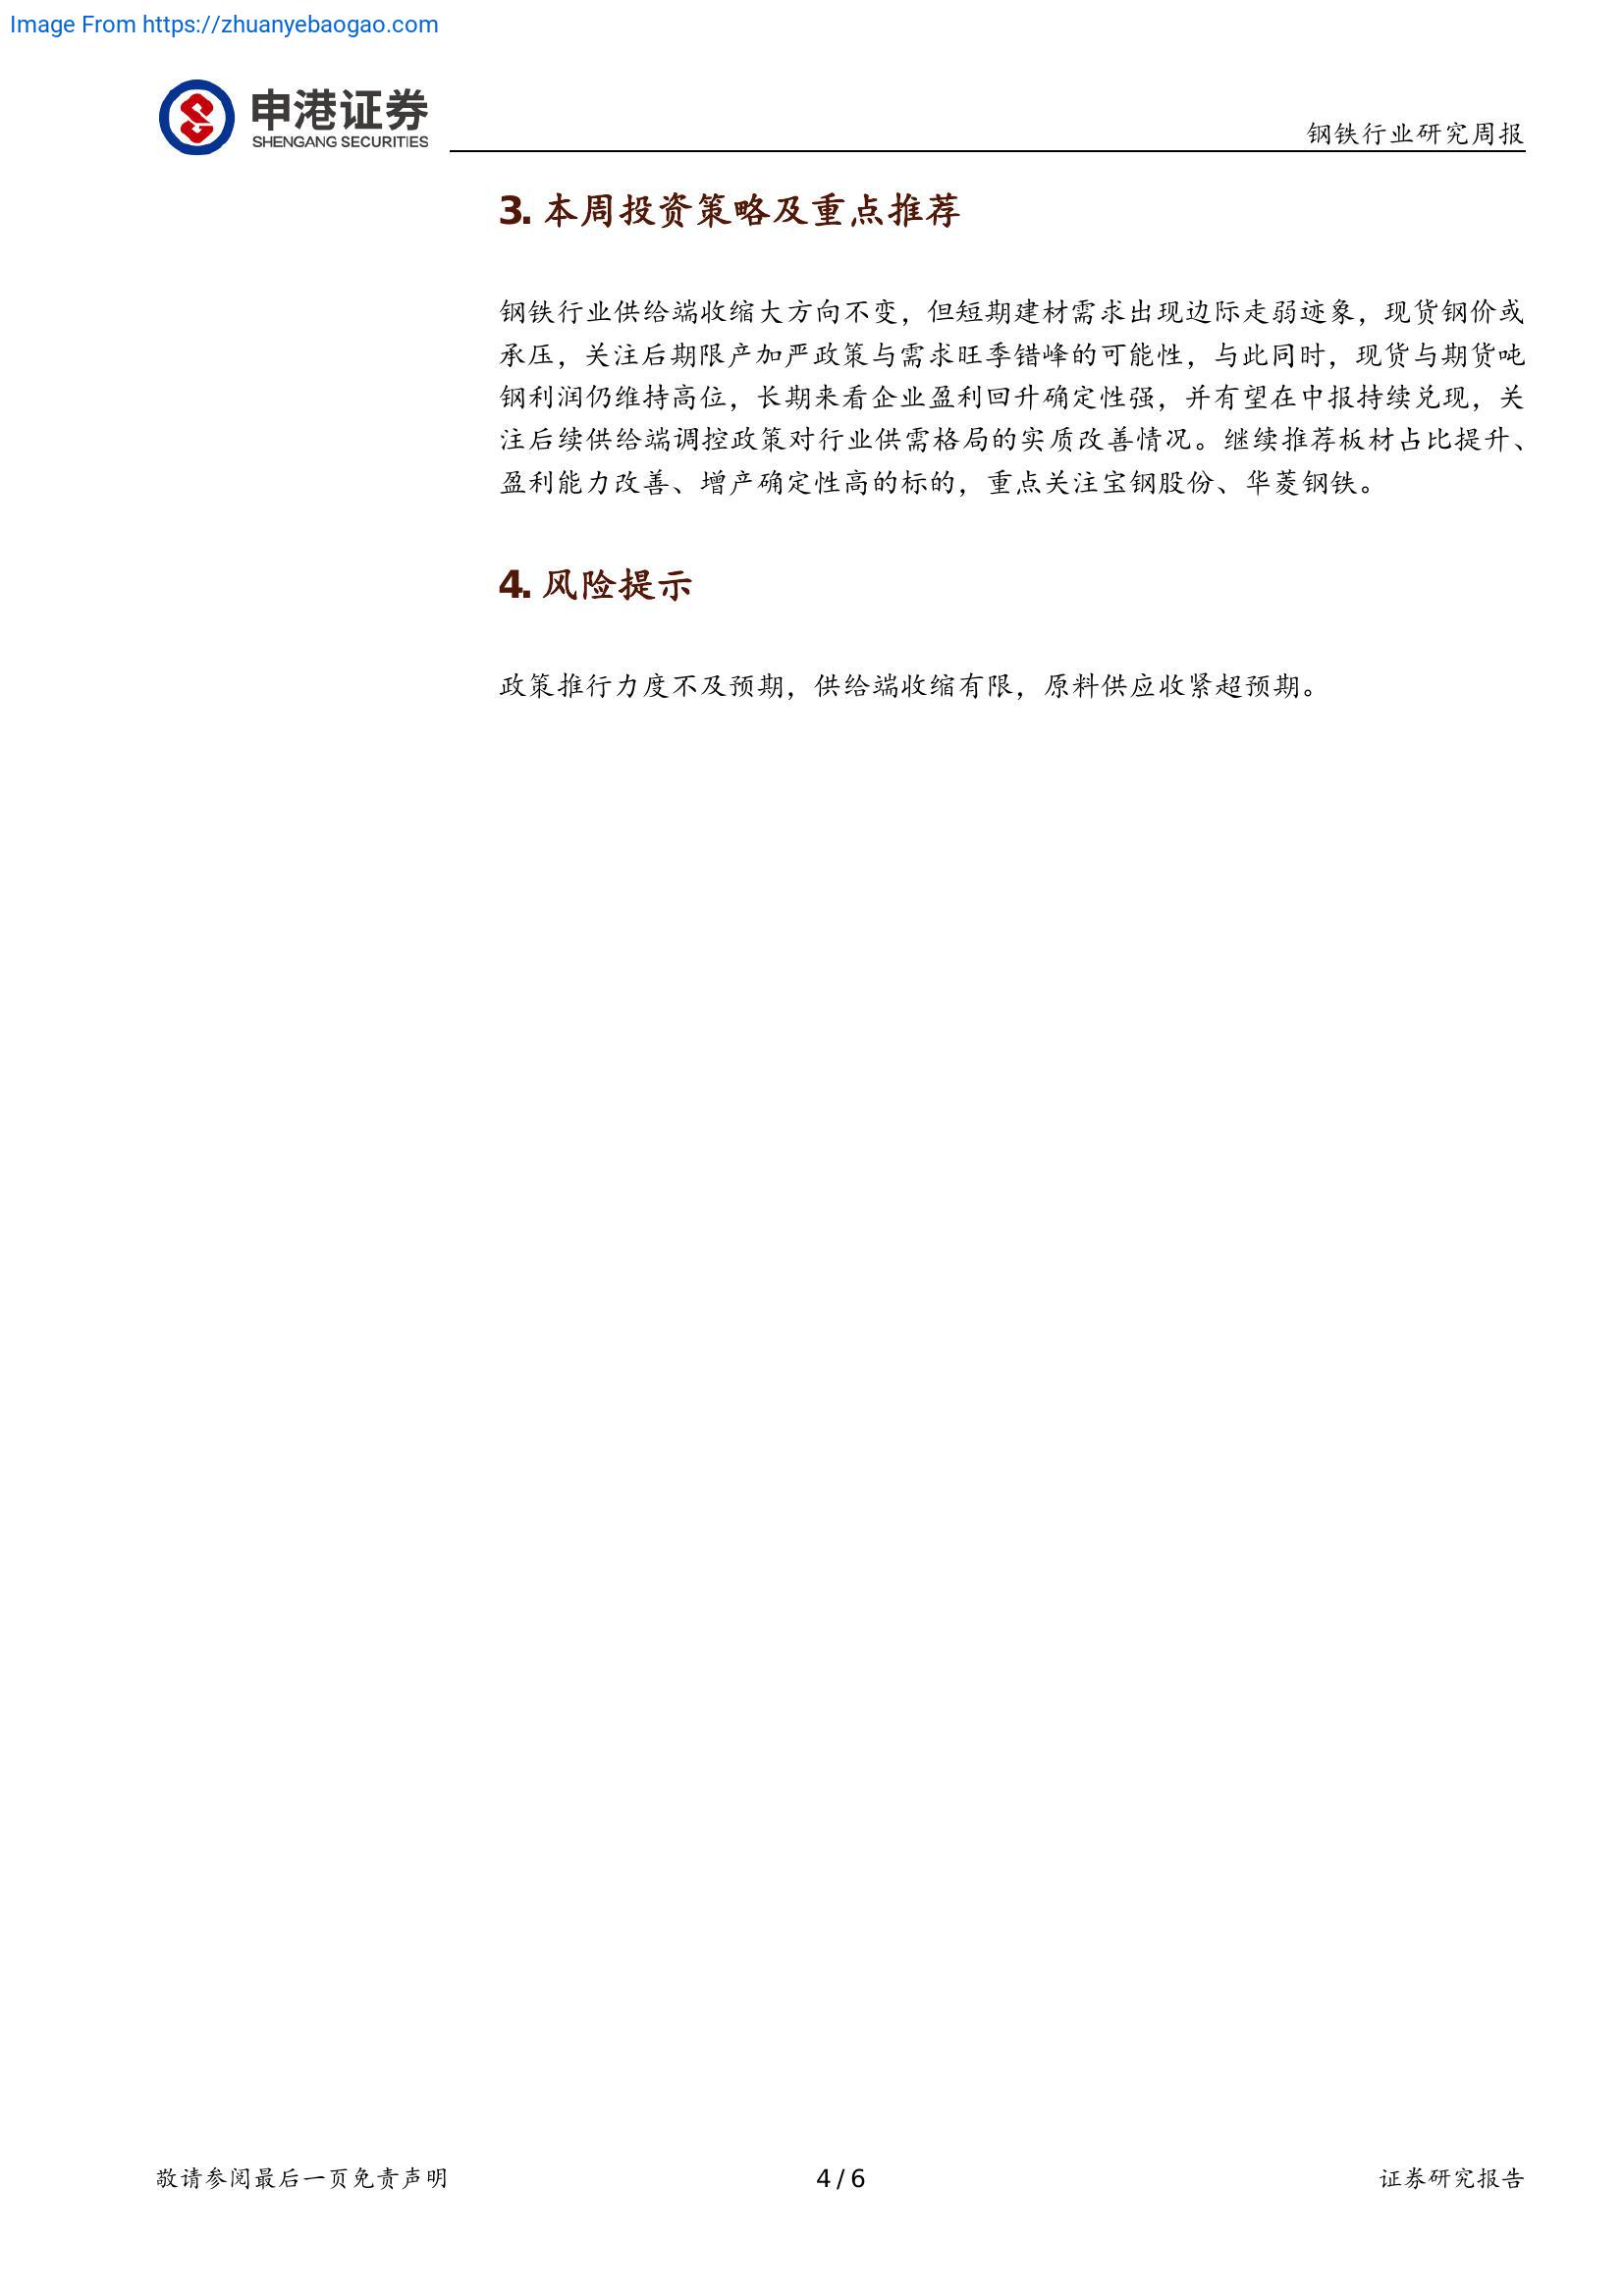 Image From https://zhuanyebaogao.com
申港证券
SHENGANG SECURITIES
钢铁行业研究周报
3. 本周投资策略及重点推荐
钢铁行业供给端收缩大方向不变，但短期建材需求出现边际走弱迹象，现货钢价或
承压，关注后期限产加严政策与需求旺季错峰的可能性，与此同时，现货与期货吨
钢利润仍维持高位，长期来看企业盈利回升确定性强，并有望在中报持续兑现，关
注后续供给端调控政策对行业供需格局的实质改善情况。继续推荐板材占比提升、
盈利能力改善、增产确定性高的标的，重点关注宝钢股份、华菱钢铁。
4. 风险提示
政策推行力度不及预期，供给端收缩有限，原料供应收紧超预期。
敬请参阅最后一页免责声明
4 / 6
证券研究报告